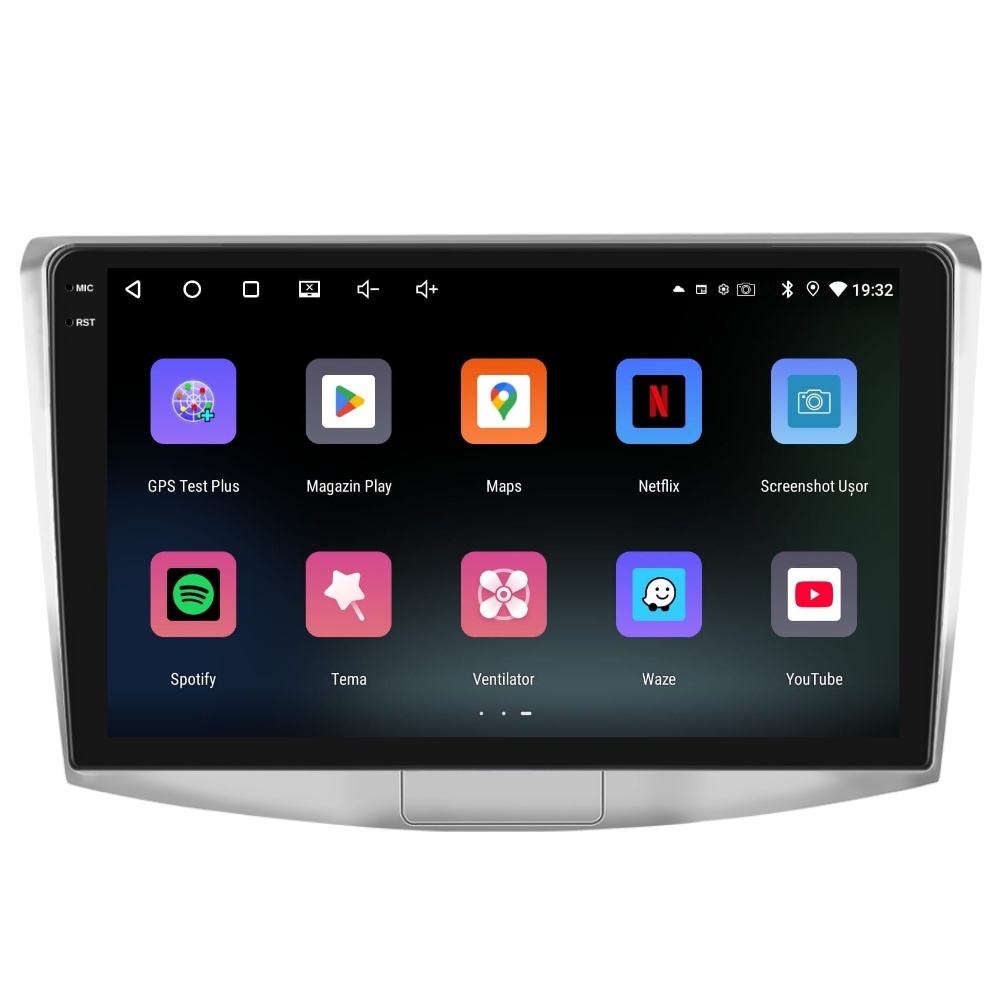 MIC
19:32
RST
GPS Test Plus
Magazin Play
Maps
Netflix
Screenshot Ușor
Spotify
Tema
Ventilator
Waze
YouTube